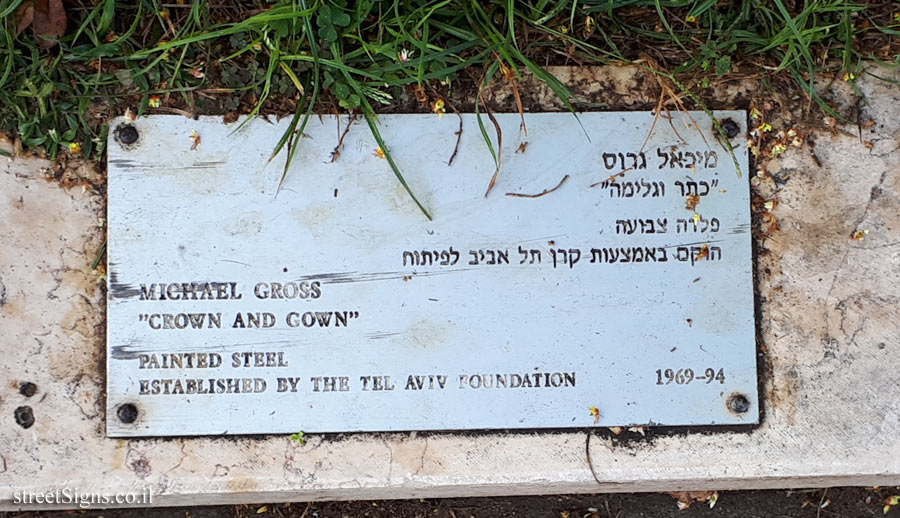 מיכאל גרוס
"כתר וגלימה"
פלדה צבועה
הוקם באמצעות קרן תל אביב לפיתוח
MICHAEL GROSS
"CROWN AND GOWN"
PAINTED STEEL
ESTABLISHED BY THE TEL AVIV FOUNDATION 1969-94
streetSigns.co.il